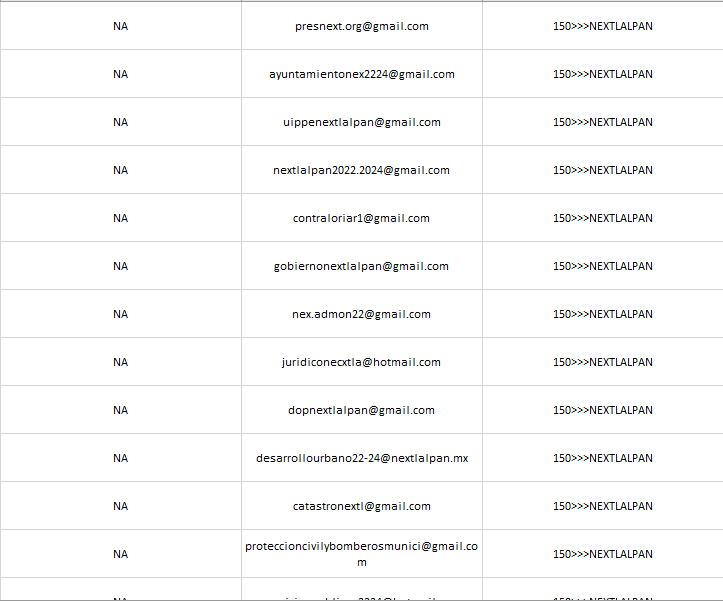 NA presnext.org@gmail.com 150>>>NEXTLALPAN
NA ayuntamientonex2224@gmail.com 150>>>NEXTLALPAN
NA uippenextlalpan@gmail.com 150>>>NEXTLALPAN
NA nextlalpan2022.2024@gmail.com 150>>>NEXTLALPAN
NA contraloriar1@gmail.com 150>>>NEXTLALPAN
NA gobiernonextlalpan@gmail.com 150>>>NEXTLALPAN
NA nex.admon22@gmail.com 150>>>NEXTLALPAN
NA juridiconecxtla@hotmail.com 150>>>NEXTLALPAN
NA dopnextlalpan@gmail.com 150>>>NEXTLALPAN
NA desarrollourbano22-24@nextlalpan.mx 150>>>NEXTLALPAN
NA catastronextl@gmail.com 150>>>NEXTLALPAN
NA proteccioncivilybomberosmunici@gmail.co 150>>>NEXTLALPAN
m